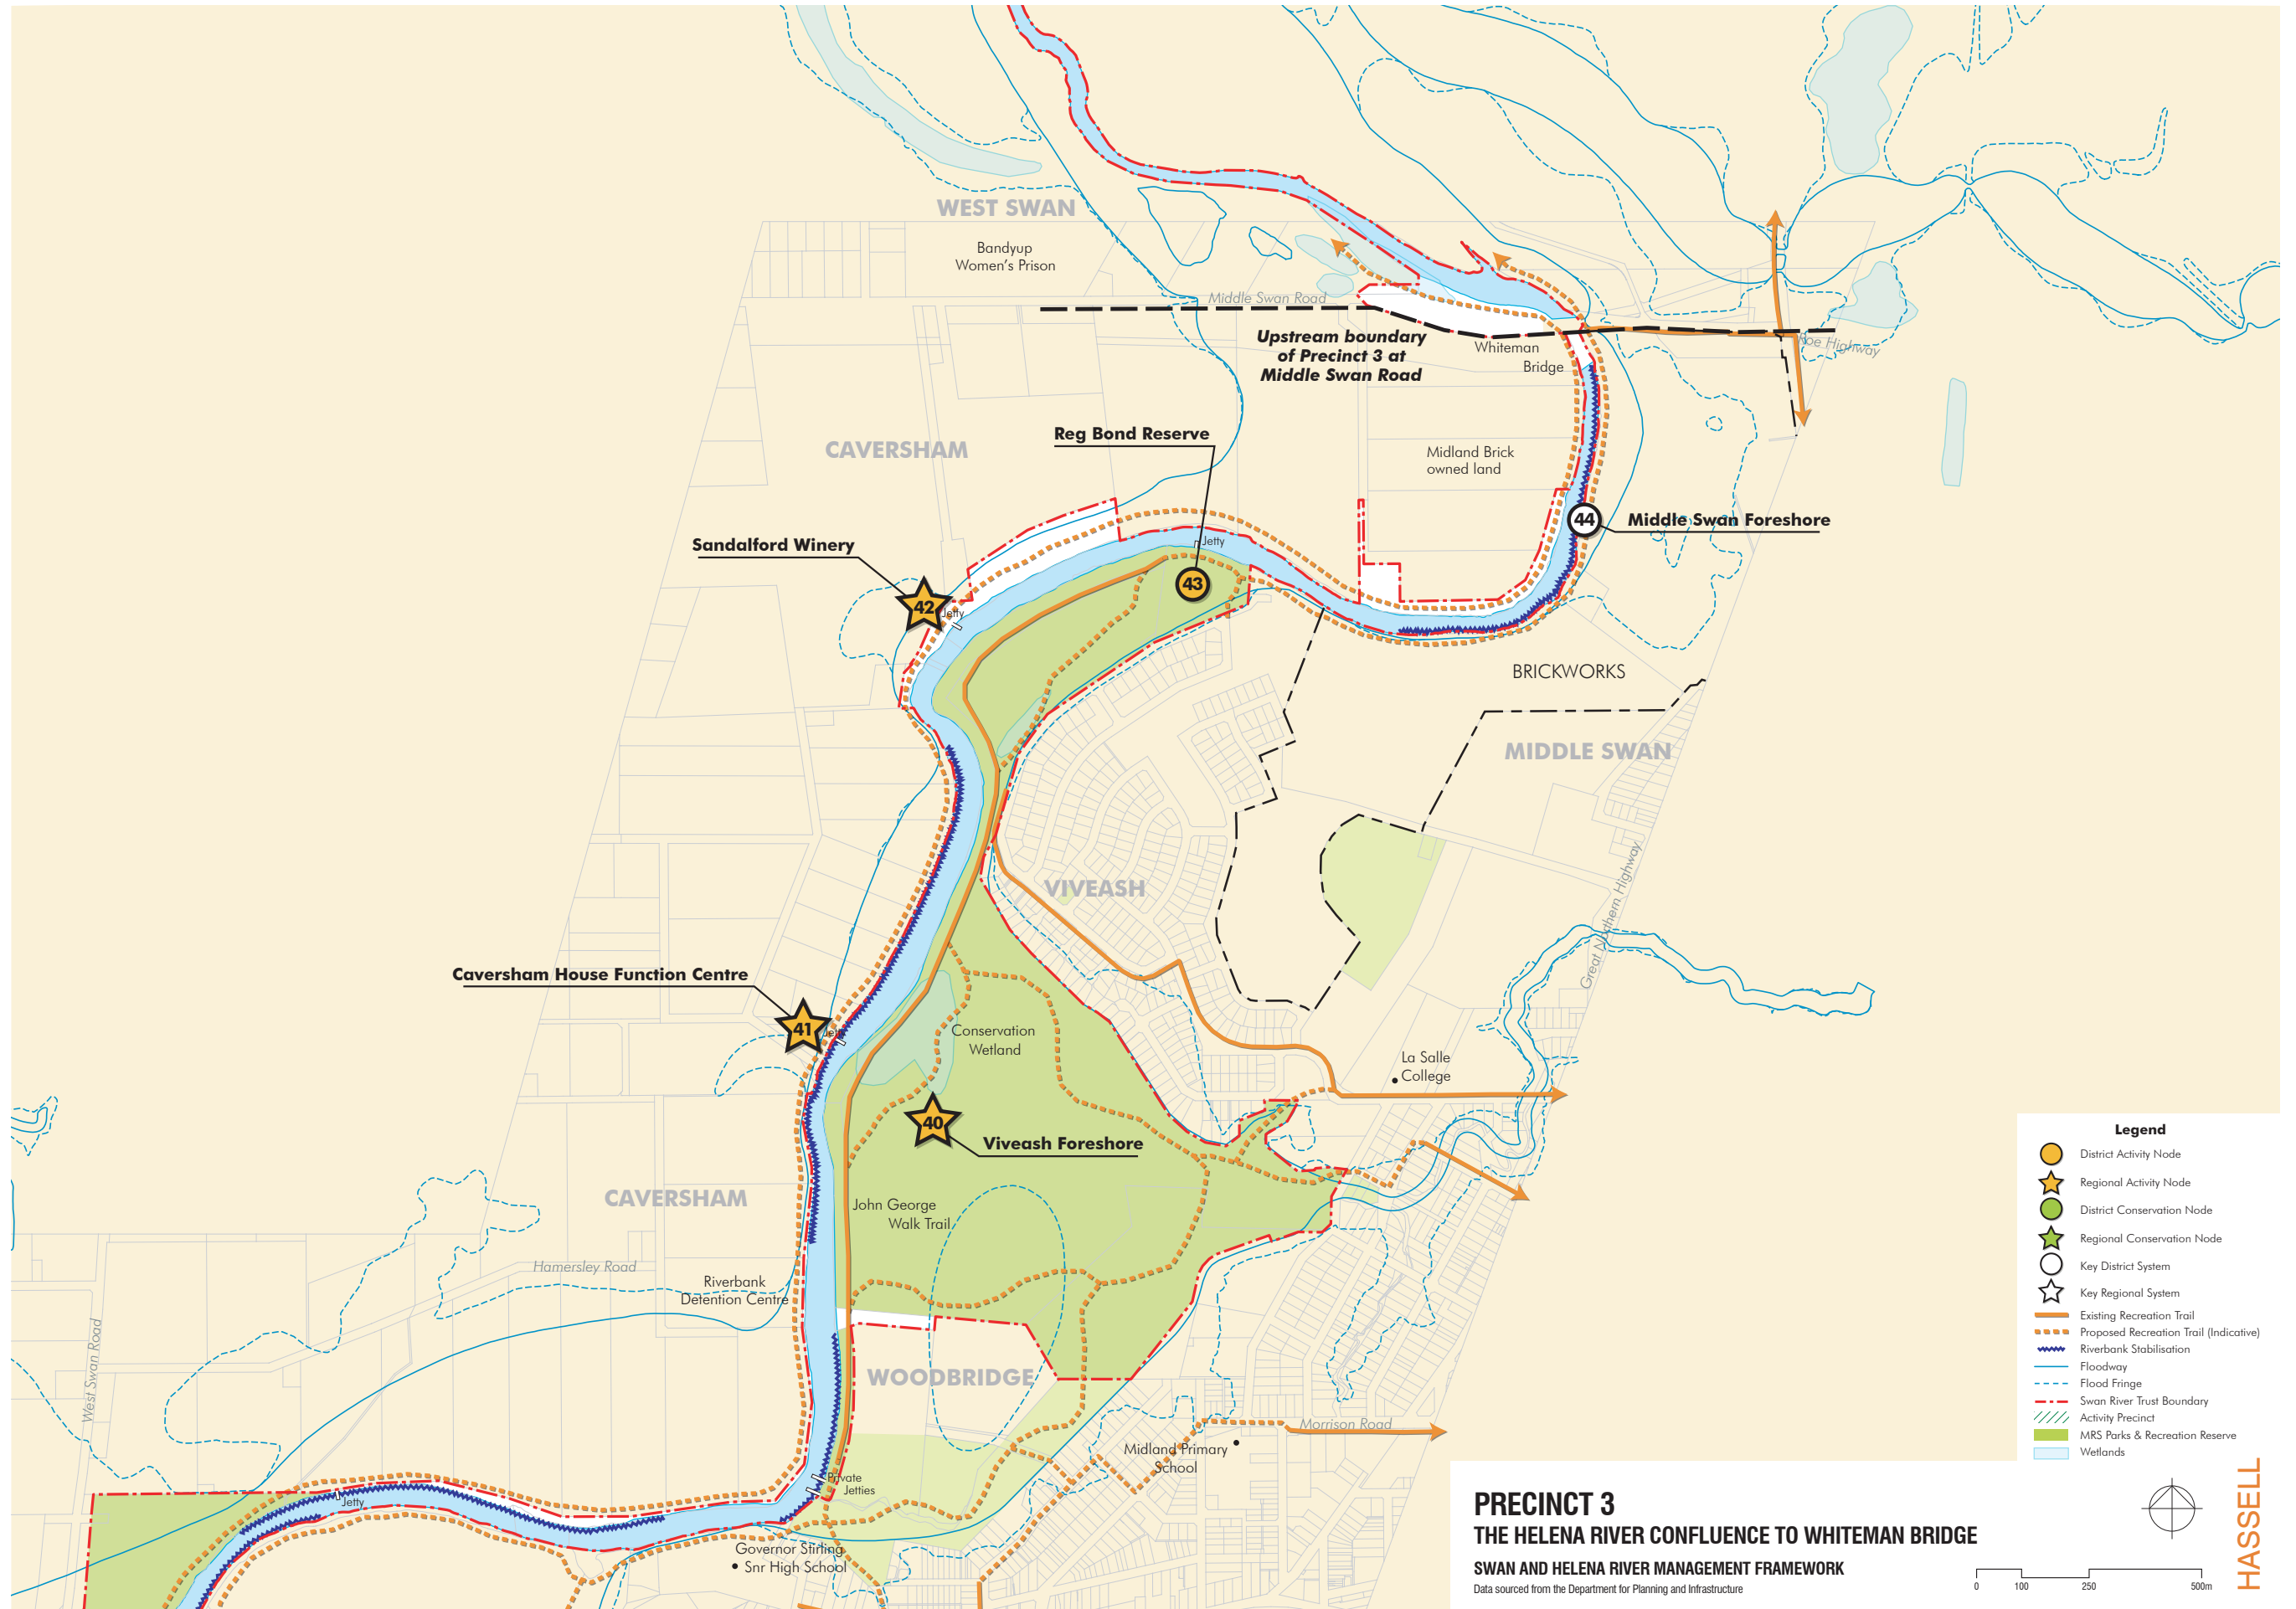 WEST SWAN
Bandyup
Women's Prison
Middle Swan Road
Upstream boundary
of Precinct 3 at
Middle Swan Road
Whiteman
Bridge
Roe Highway
Reg Bond Reserve
CAVERSHAM
Midland Brick
owned land
44
Middle Swan Foreshore
Sandalford Winery
Jetty
43
42
Jetty
BRICKWORKS
MIDDLE SWAN
VIVEASH
Great Northern Highway
Caversham House Function Centre
41
Jetty
Conservation
Wetland
La Salle
College
40
Viveash Foreshore
CAVERSHAM
John George
Walk Trail
Hamersley Road
Riverbank
Detention Centre
West Swan Road
WOODBRIDGE
Morrison Road
Midland Primary
School
Private
Jetties
Jetty
Governor Stirling
Snr High School
Legend
District Activity Node
Regional Activity Node
District Conservation Node
Regional Conservation Node
Key District System
Key Regional System
Existing Recreation Trail
Proposed Recreation Trail (Indicative)
Riverbank Stabilisation
Floodway
Flood Fringe
Swan River Trust Boundary
Activity Precinct
MRS Parks & Recreation Reserve
Wetlands
PRECINCT 3
THE HELENA RIVER CONFLUENCE TO WHITEMAN BRIDGE
SWAN AND HELENA RIVER MANAGEMENT FRAMEWORK
Data sourced from the Department for Planning and Infrastructure
0 100 250 500m
HASSELL